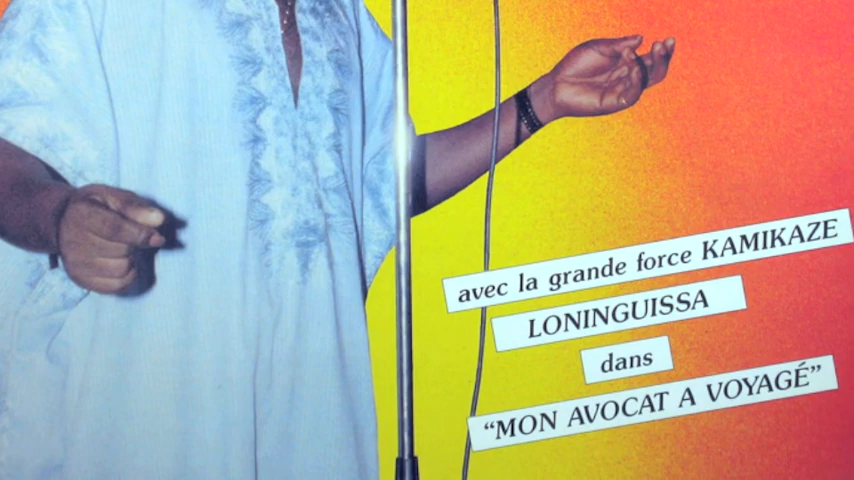 avec la grande force KAMIKAZE
LONINGUISSA
dans
“MON AVOCAT A VOYAGÉ”